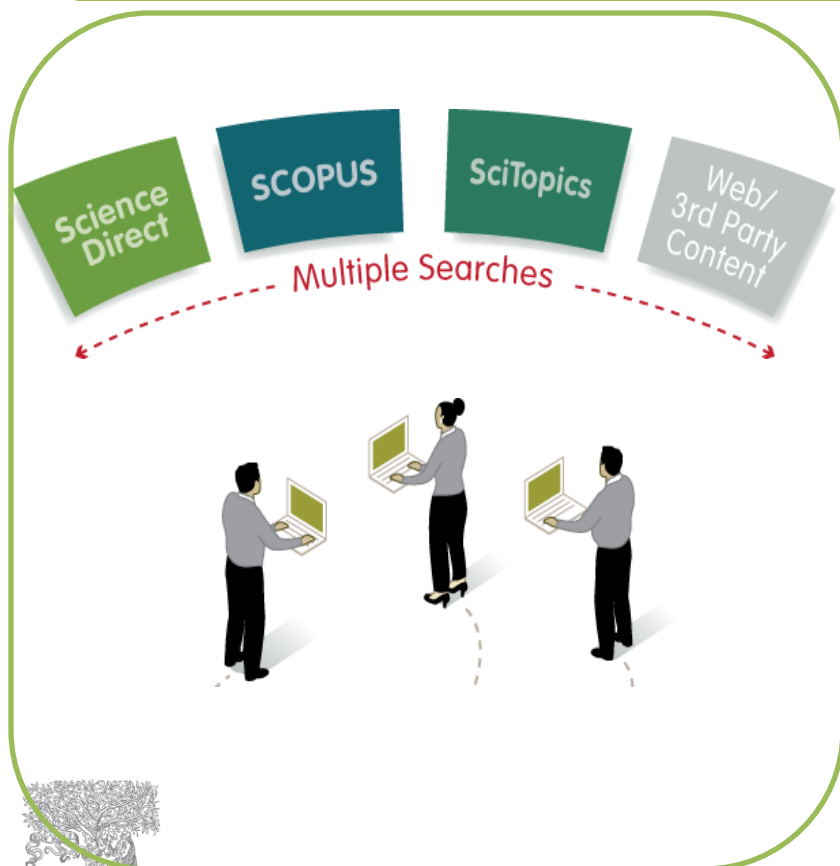 Science
Direct
SCOPUS
SciTopics
Web/
3rd Party
Content
Multiple Searches